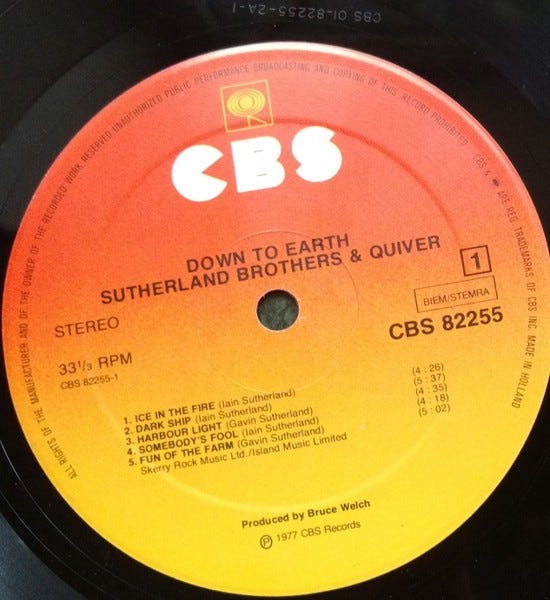 CBS 01-82255-2A-1
ALL RIGHTS OF THE MANUFACTURER AND OF THE OWNER OF THE RECORDED WORK RESERVED UNAUTHORIZED PUBLIC PERFORMANCE BROADCASTING AND COPYING OF THIS RECORD PROHIBITED CBS & ARE REG. TRADEMARKS OF CBS INC. MADE IN HOLLAND
CBS
DOWN TO EARTH
SUTHERLAND BROTHERS & QUIVER
1
STEREO
BIEM/STEMRA
33 1/3 RPM
CBS 82255
CBS 82255-1
1. ICE IN THE FIRE (Iain Sutherland) (4 : 26)
2. DARK SHIP (Iain Sutherland) (5 : 37)
3. HARBOUR LIGHT (Gavin Sutherland) (4 : 35)
4. SOMEBODY'S FOOL (Iain Sutherland) (4 : 18)
5. FUN OF THE FARM (Gavin Sutherland) (5 : 02)
Skerry Rock Music Ltd./Island Music Limited
Produced by Bruce Welch
℗ 1977 CBS Records